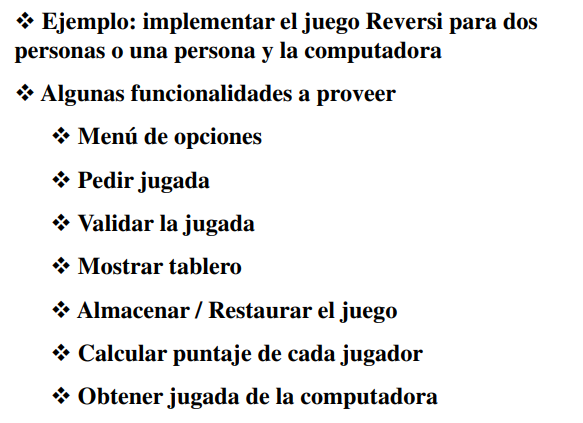 ❖ Ejemplo: implementar el juego Reversi para dos
personas o una persona y la computadora
❖ Algunas funcionalidades a proveer
❖ Menú de opciones
❖ Pedir jugada
❖ Validar la jugada
❖ Mostrar tablero
❖ Almacenar / Restaurar el juego
❖ Calcular puntaje de cada jugador
❖ Obtener jugada de la computadora